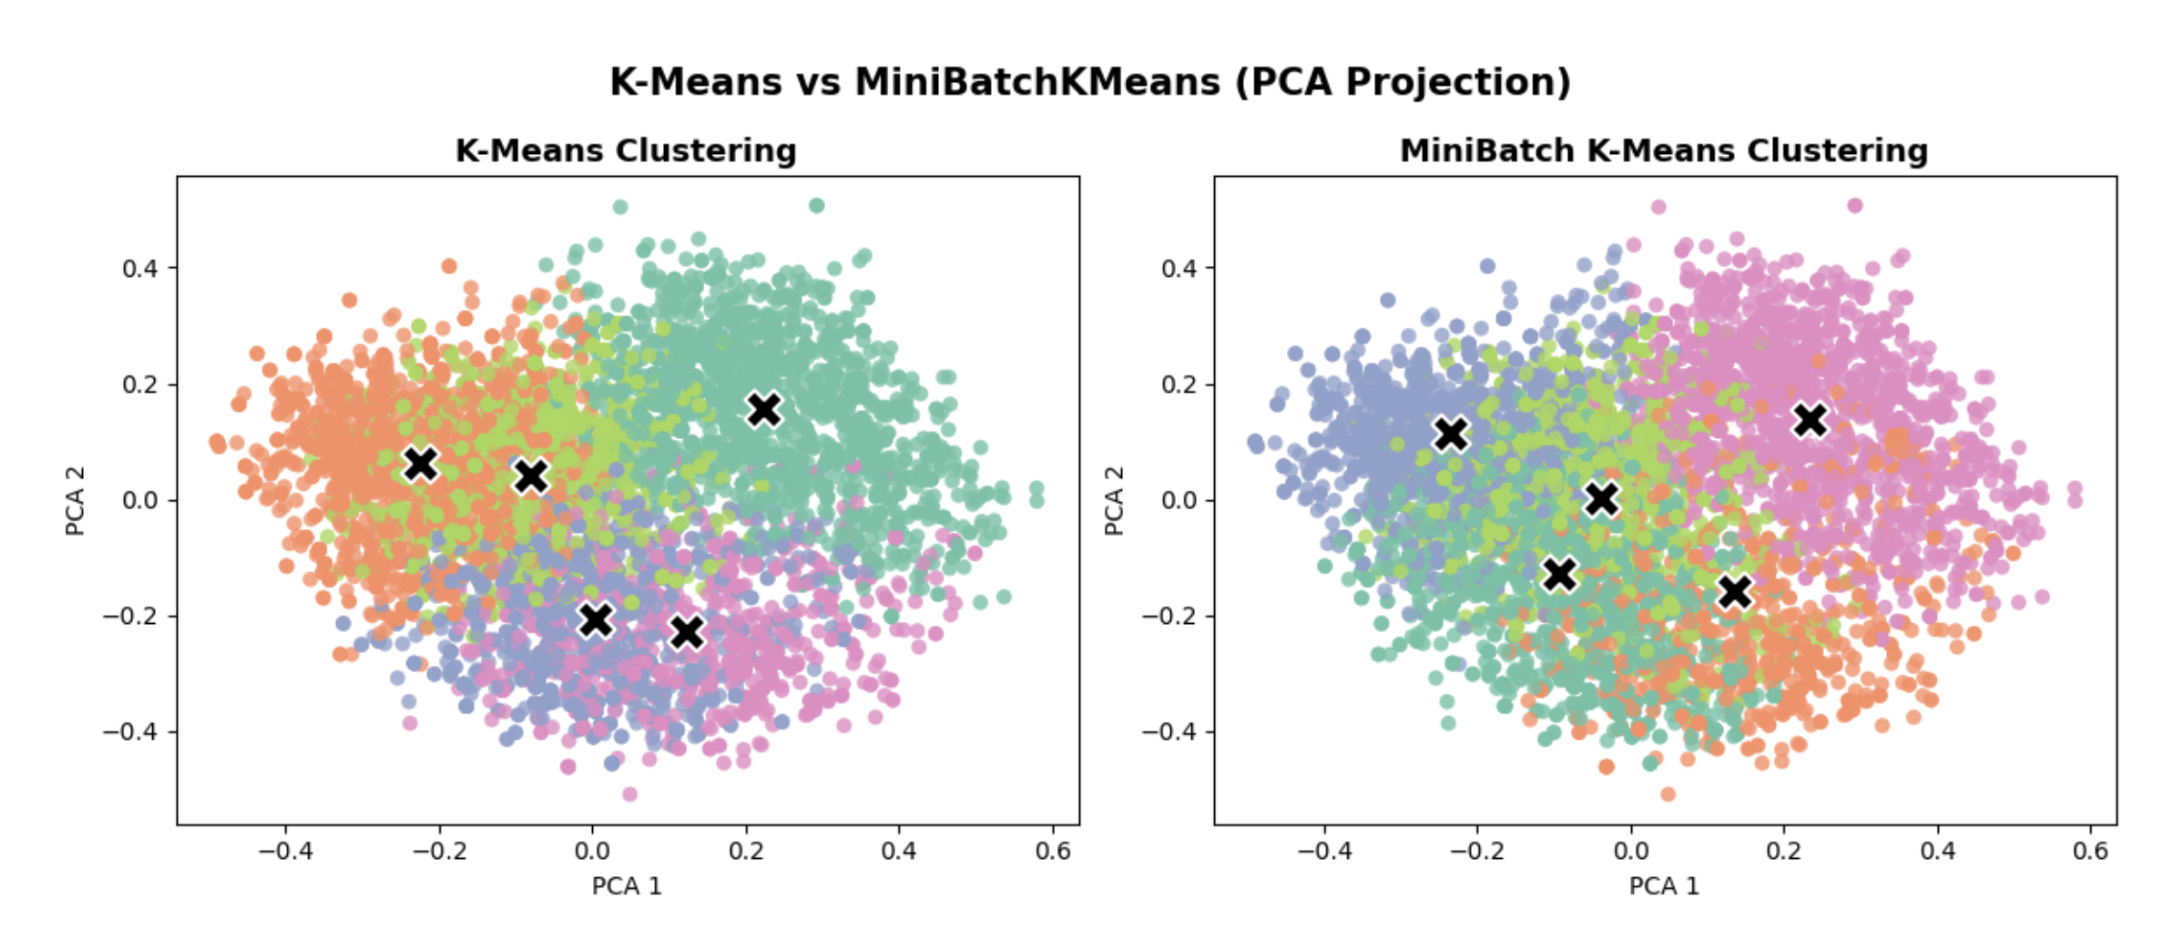 K-Means vs MiniBatchKMeans (PCA Projection)
K-Means Clustering
PCA 2
0.4
0.2
0.0
−0.2
−0.4
−0.4 −0.2 0.0 0.2 0.4 0.6
PCA 1
MiniBatch K-Means Clustering
PCA 2
0.4
0.2
0.0
−0.2
−0.4
−0.4 −0.2 0.0 0.2 0.4 0.6
PCA 1